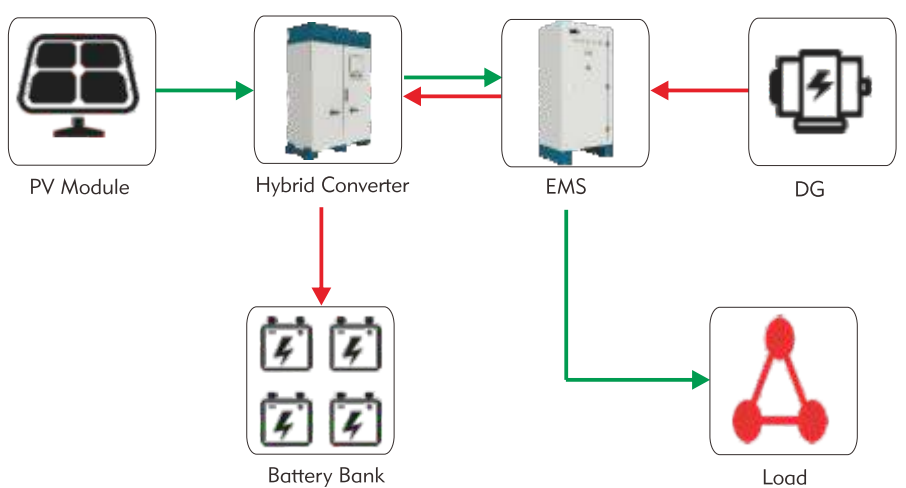 PV Module
Hybrid Converter
EMS
DG
Battery Bank
Load